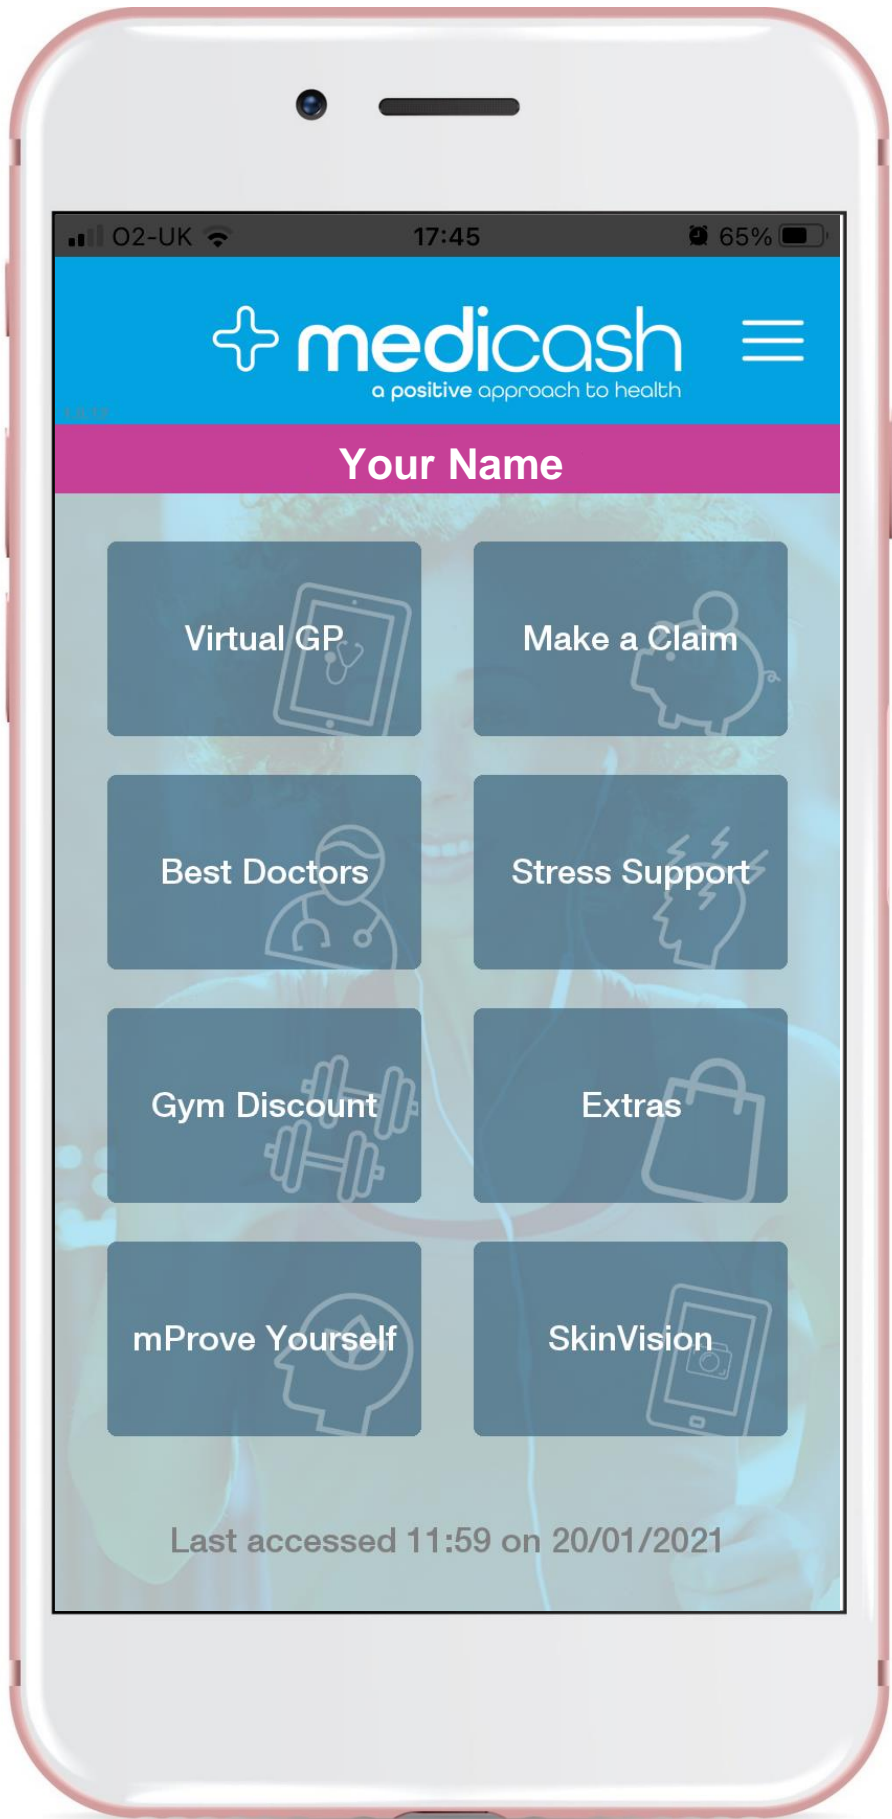 O2-UK 17:45 65%
medicash
a positive approach to health
Your Name
Virtual GP Make a Claim
Best Doctors Stress Support
Gym Discount Extras
mProve Yourself SkinVision
Last accessed 11:59 on 20/01/2021